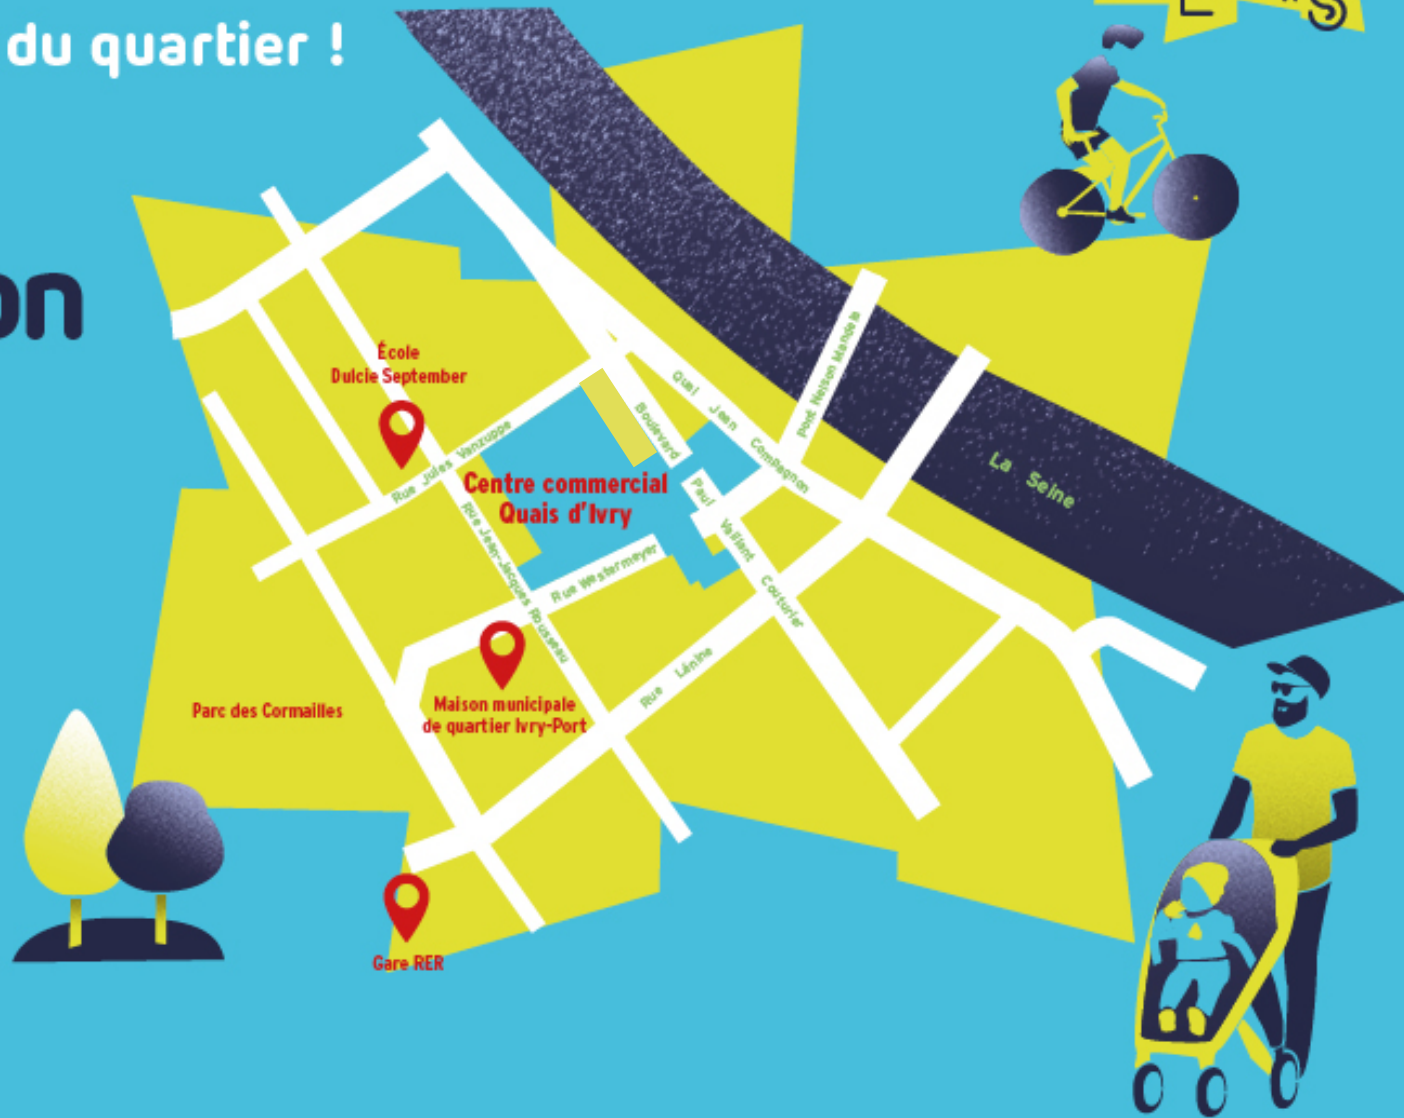 du quartier !
on
École
Dulcie September
Rue Jules Vanzuppe
Centre commercial
Quais d'Ivry
Boulevard Paul Vaillant Couturier
Quai Jean Compagnon
Pont Nelson Mandela
La Seine
Rue Jean-Jacques Rousseau
Rue Westermeyer
Rue Lénine
Parc des Cormailles
Maison municipale
de quartier Ivry-Port
Gare RER